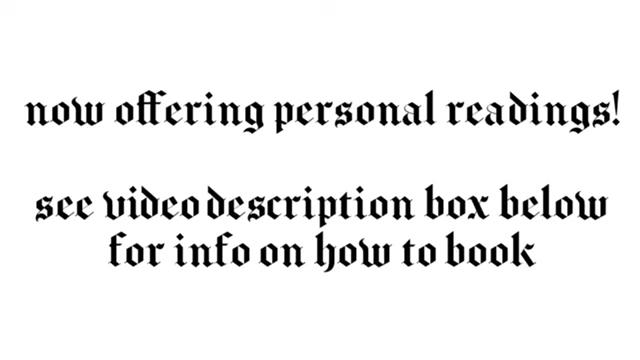 now offering personal readings!
see video description box below
for info on how to book